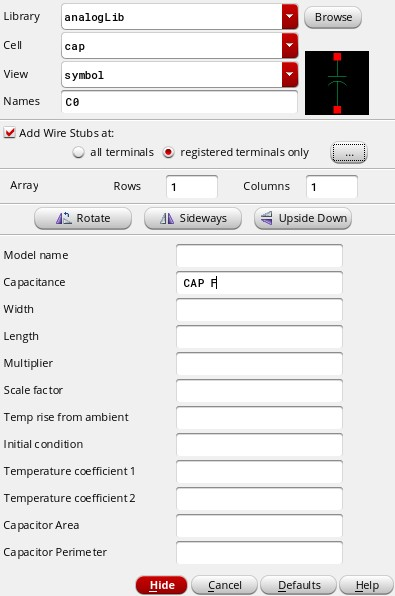 Library analogLib Browse
Cell cap
View symbol
Names C0
Add Wire Stubs at:
all terminals registered terminals only ...
Array Rows 1 Columns 1
Rotate Sideways Upside Down
Model name
Capacitance CAP F
Width
Length
Multiplier
Scale factor
Temp rise from ambient
Initial condition
Temperature coefficient 1
Temperature coefficient 2
Capacitor Area
Capacitor Perimeter
Hide Cancel Defaults Help